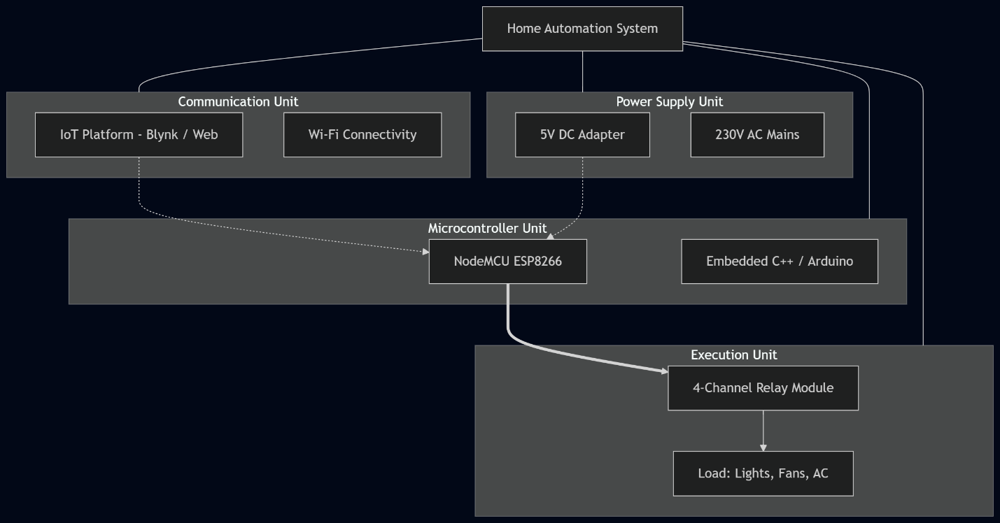 Home Automation System
Communication Unit
IoT Platform - Blynk / Web
Wi-Fi Connectivity
Power Supply Unit
5V DC Adapter
230V AC Mains
Microcontroller Unit
NodeMCU ESP8266
Embedded C++ / Arduino
Execution Unit
4-Channel Relay Module
Load: Lights, Fans, AC